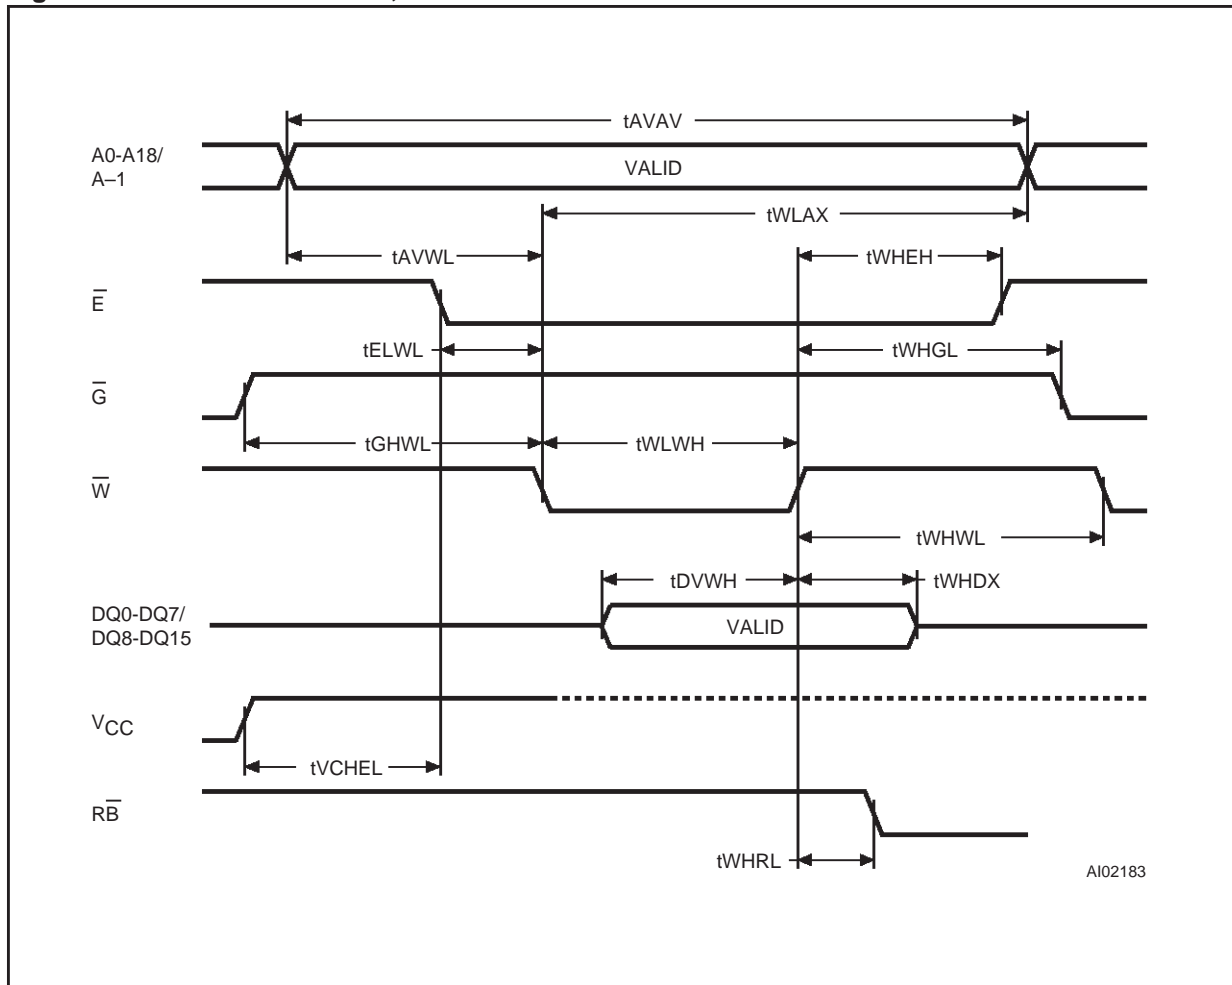 tAVAV
A0-A18/
A–1
VALID
tWLAX
tAVWL
tWHEH
E̅
tELWL
tWHGL
G̅
tGHWL
tWLWH
W̅
tWHWL
tDVWH
tWHDX
DQ0-DQ7/
DQ8-DQ15
VALID
VCC
tVCHEL
RB̅
tWHRL
AI02183